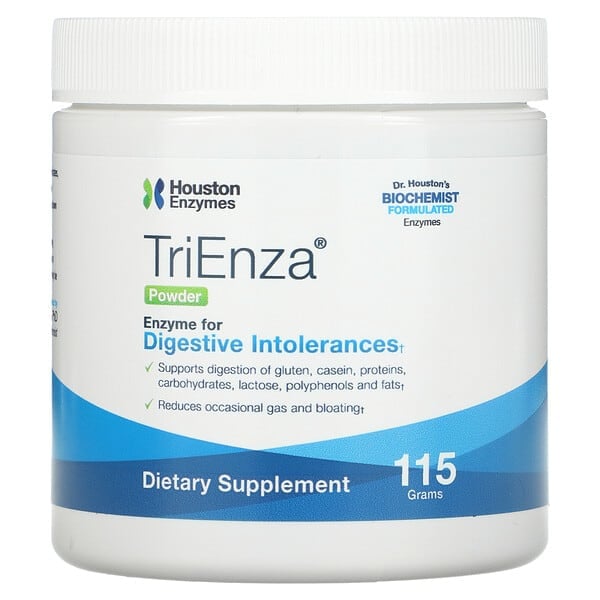 Houston
Enzymes
Dr. Houston's
BIOCHEMIST
FORMULATED
Enzymes
TriEnza®
Powder
Enzyme for
Digestive Intolerances†
✓ Supports digestion of gluten, casein, proteins,
carbohydrates, lactose, polyphenols and fats†
✓ Reduces occasional gas and bloating†
Dietary Supplement
115
Grams